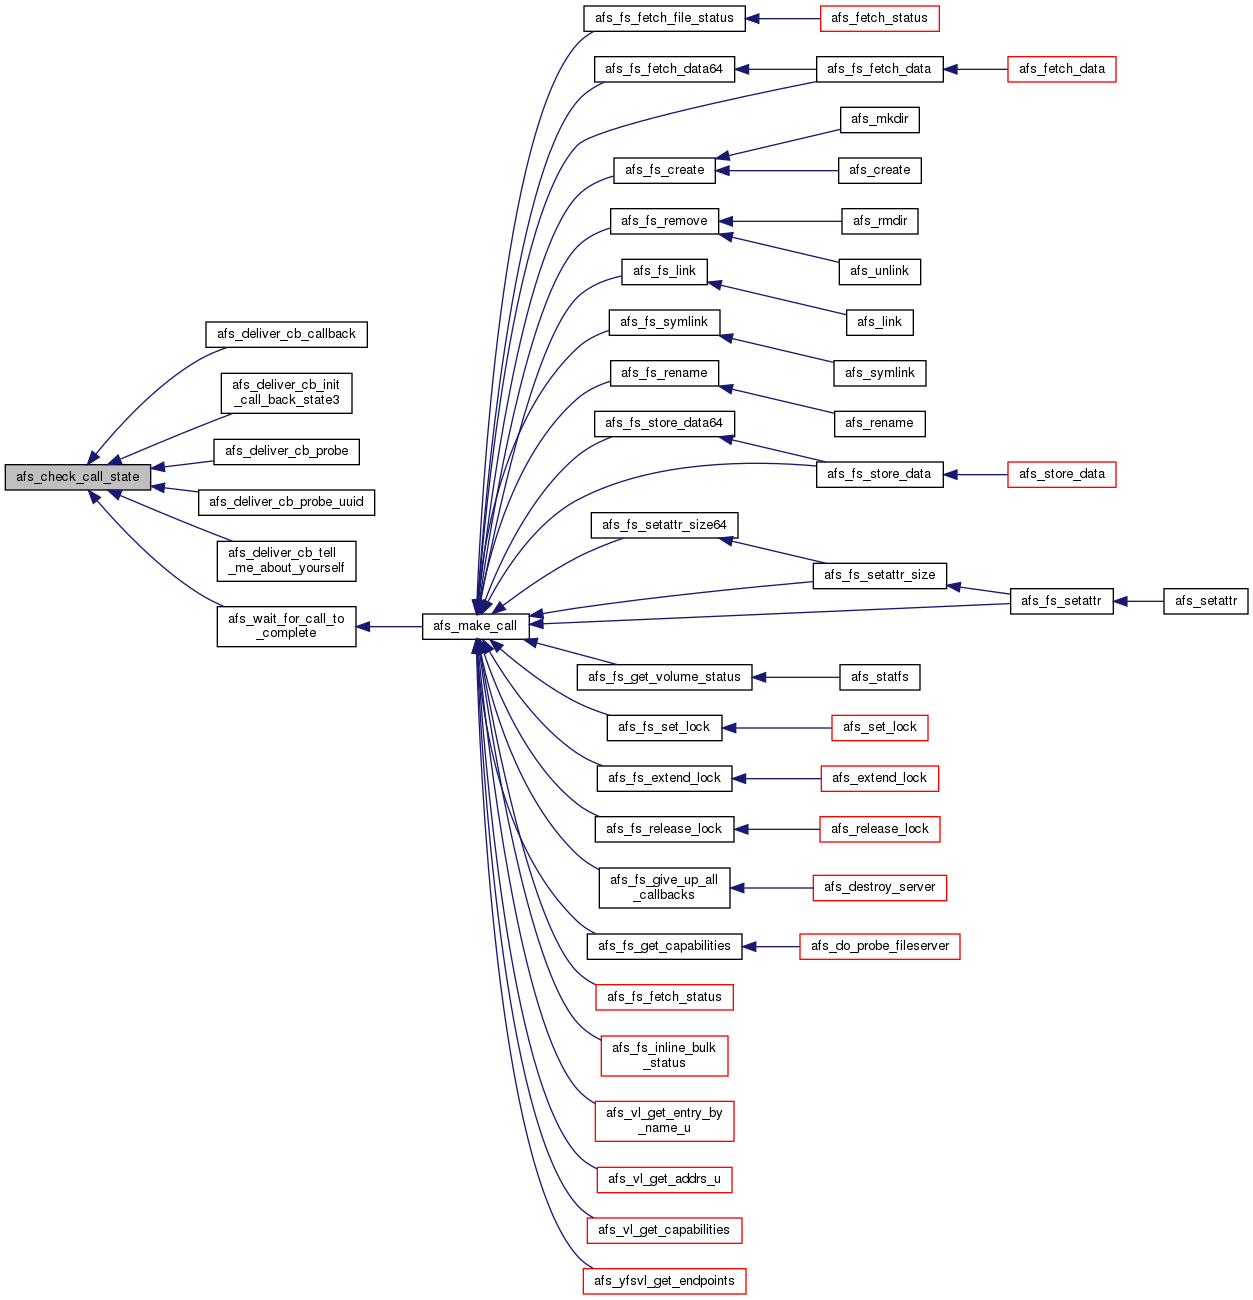 afs_fs_fetch_file_status
afs_fetch_status
afs_fs_fetch_data64
afs_fs_fetch_data
afs_fetch_data
afs_mkdir
afs_fs_create
afs_create
afs_fs_remove
afs_rmdir
afs_unlink
afs_fs_link
afs_link
afs_fs_symlink
afs_symlink
afs_fs_rename
afs_rename
afs_fs_store_data64
afs_fs_store_data
afs_store_data
afs_deliver_cb_callback
afs_deliver_cb_init
_call_back_state3
afs_deliver_cb_probe
afs_check_call_state
afs_deliver_cb_probe_uuid
afs_deliver_cb_tell
_me_about_yourself
afs_wait_for_call_to
_complete
afs_make_call
afs_fs_setattr_size64
afs_fs_setattr_size
afs_fs_setattr
afs_setattr
afs_fs_get_volume_status
afs_statfs
afs_fs_set_lock
afs_set_lock
afs_fs_extend_lock
afs_extend_lock
afs_fs_release_lock
afs_release_lock
afs_fs_give_up_all
_callbacks
afs_destroy_server
afs_fs_get_capabilities
afs_do_probe_fileserver
afs_fs_fetch_status
afs_fs_inline_bulk
_status
afs_vl_get_entry_by
_name_u
afs_vl_get_addrs_u
afs_vl_get_capabilities
afs_yfsvl_get_endpoints